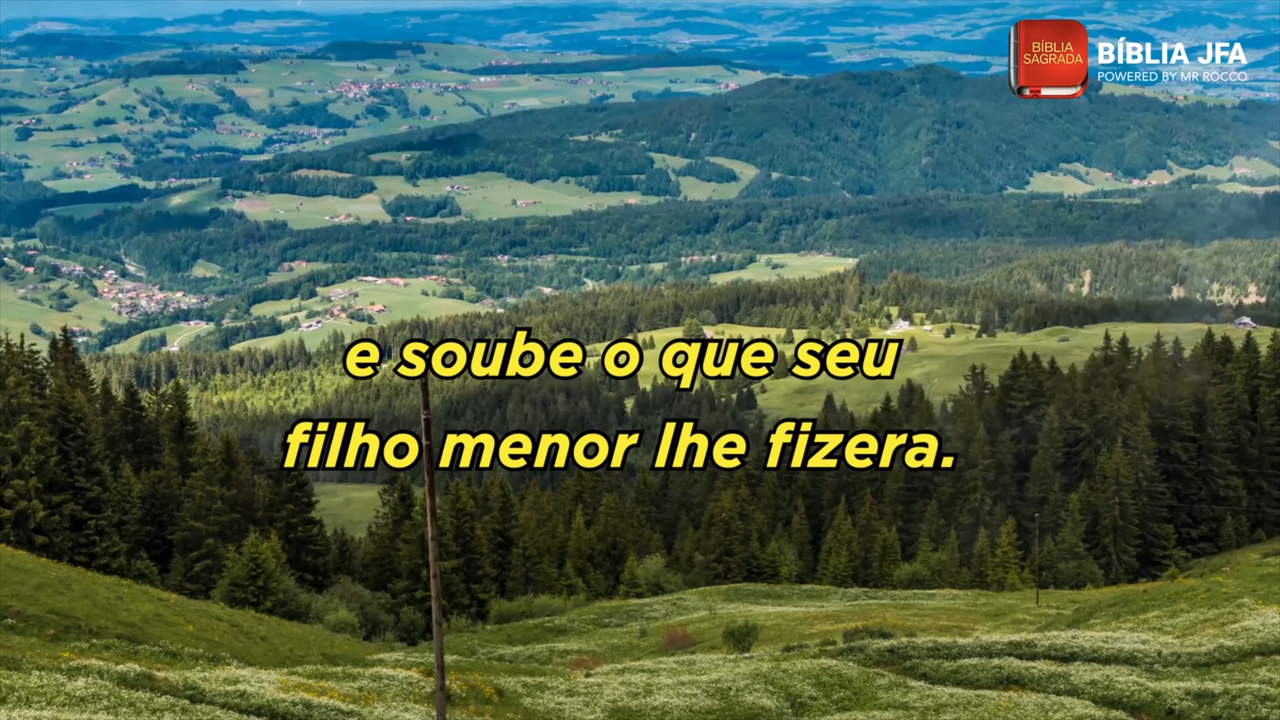 BÍBLIA
SAGRADA
BÍBLIA JFA
POWERED BY MR ROCCO
e soube o que seu
filho menor lhe fizera.